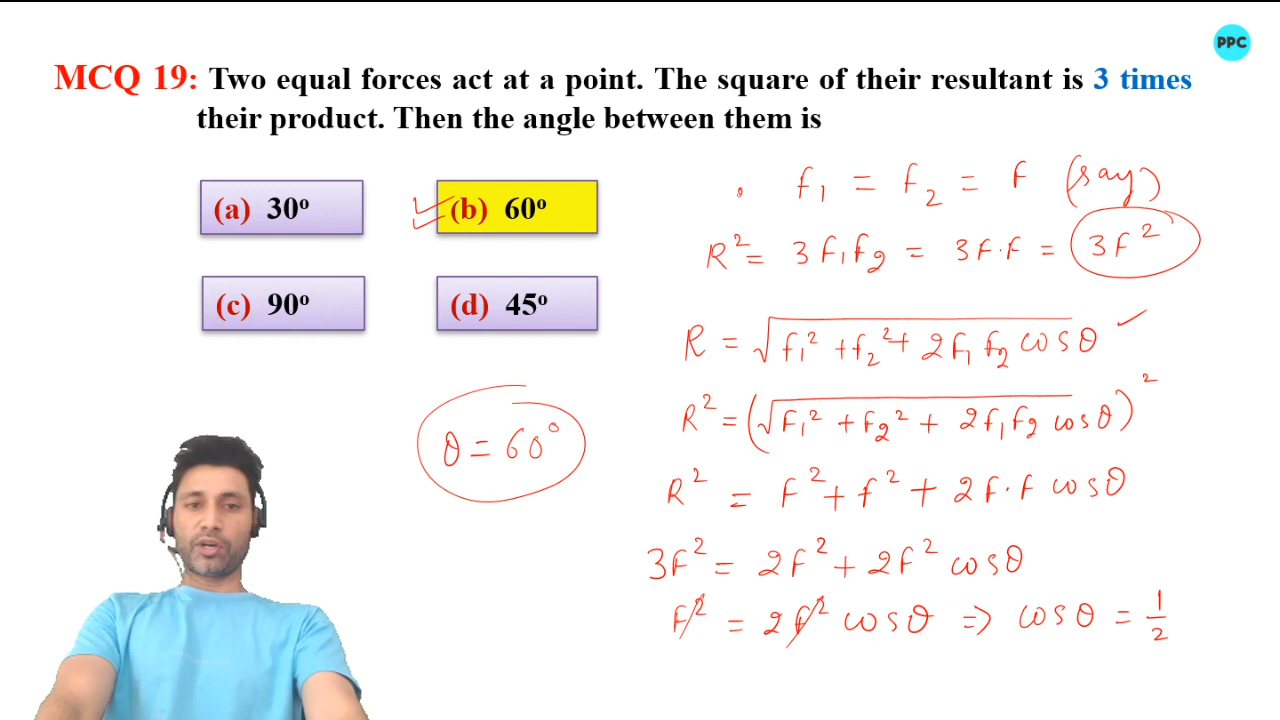 PPC
MCQ 19: Two equal forces act at a point. The square of their resultant is 3 times
their product. Then the angle between them is
(a) 30°
(b) 60°
(c) 90°
(d) 45°
F₁ = F₂ = F (say)
R² = 3F₁F₂ = 3F·F = 3F²
R = √F₁² + F₂² + 2F₁F₂ cosθ
R² = (√F₁² + F₂² + 2F₁F₂ cosθ)²
R² = F² + F² + 2F·F cosθ
3F² = 2F² + 2F² cosθ
F² = 2F² cosθ ⇒ cosθ = 1/2
θ = 60°